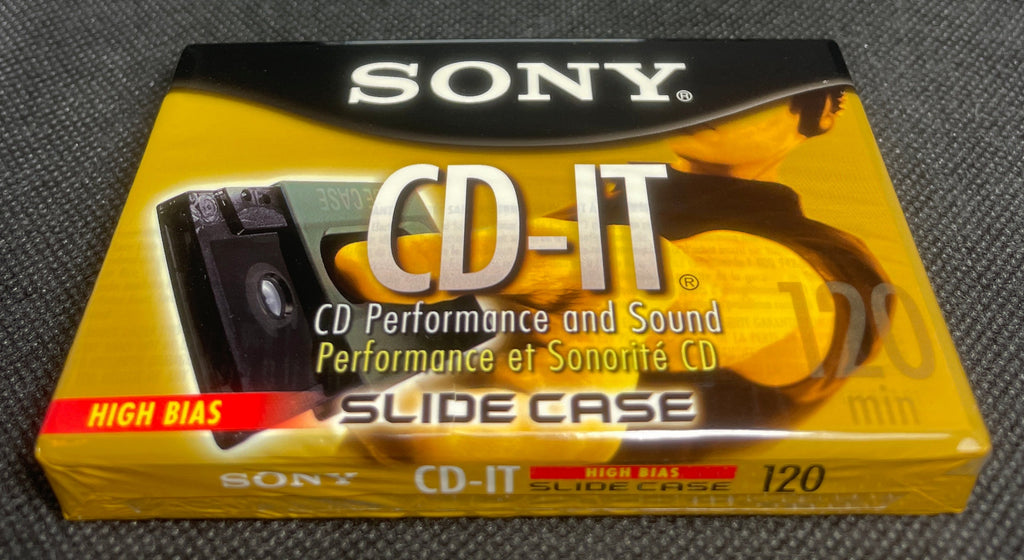 SONY®
CD-IT®
CD Performance and Sound
Performance et Sonorité CD
SLIDE CASE
HIGH BIAS
120
min
SONY CD-IT HIGH BIAS SLIDE CASE 120